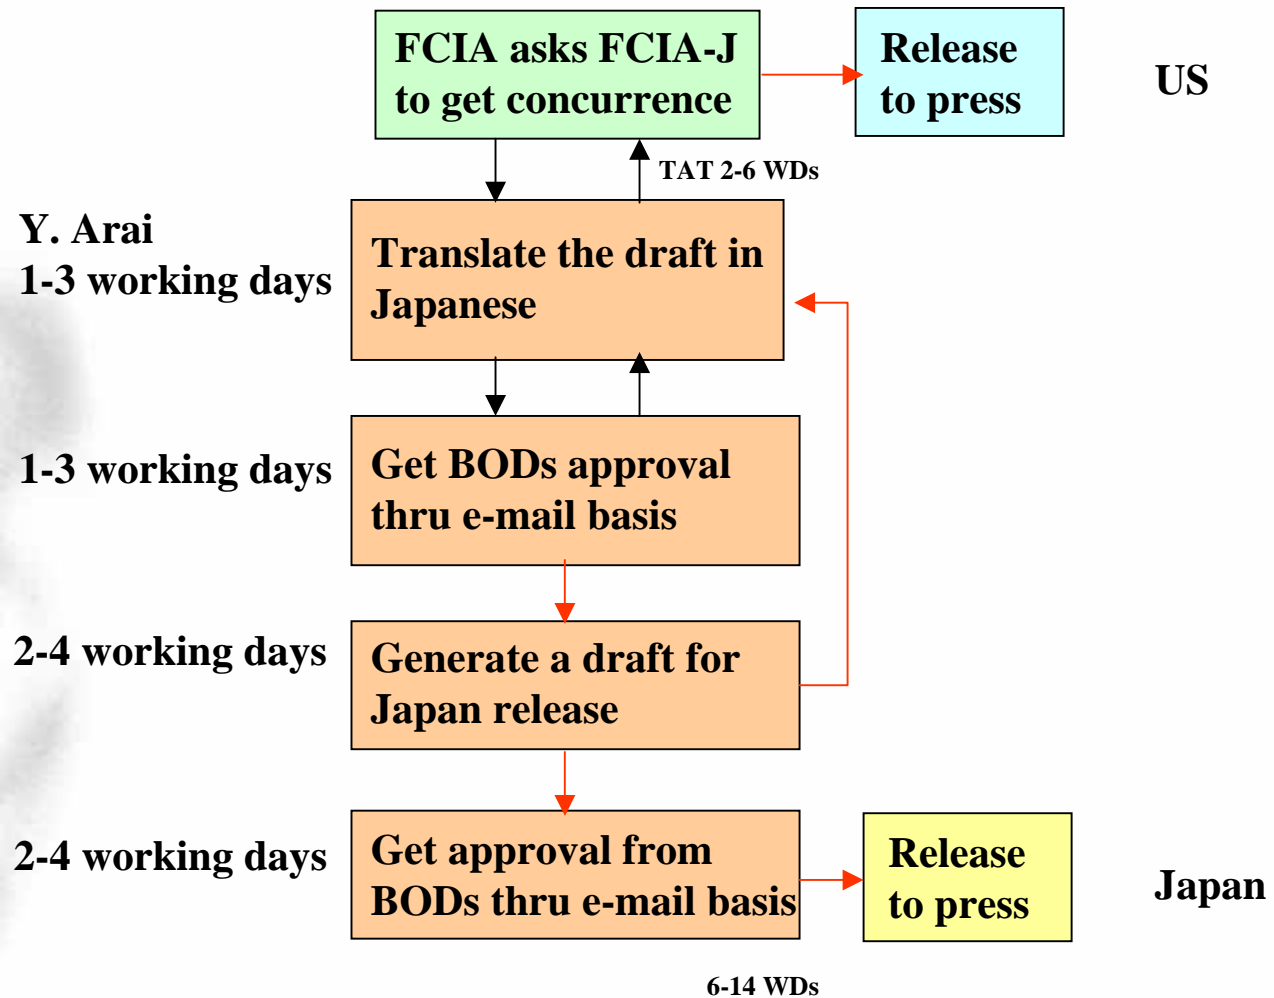 FCIA asks FCIA-J
to get concurrence
Release
to press
US
TAT 2-6 WDs
Y. Arai
1-3 working days
Translate the draft in
Japanese
1-3 working days
Get BODs approval
thru e-mail basis
2-4 working days
Generate a draft for
Japan release
2-4 working days
Get approval from
BODs thru e-mail basis
Release
to press
Japan
6-14 WDs